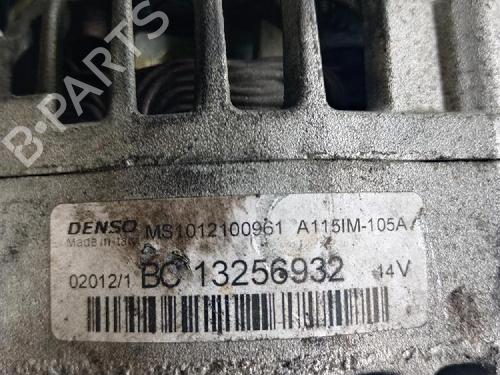 B-PARTS
DENSO MS1012100961 A115IM-105A
Made in Italy
02012/1 BC 13256932 14V